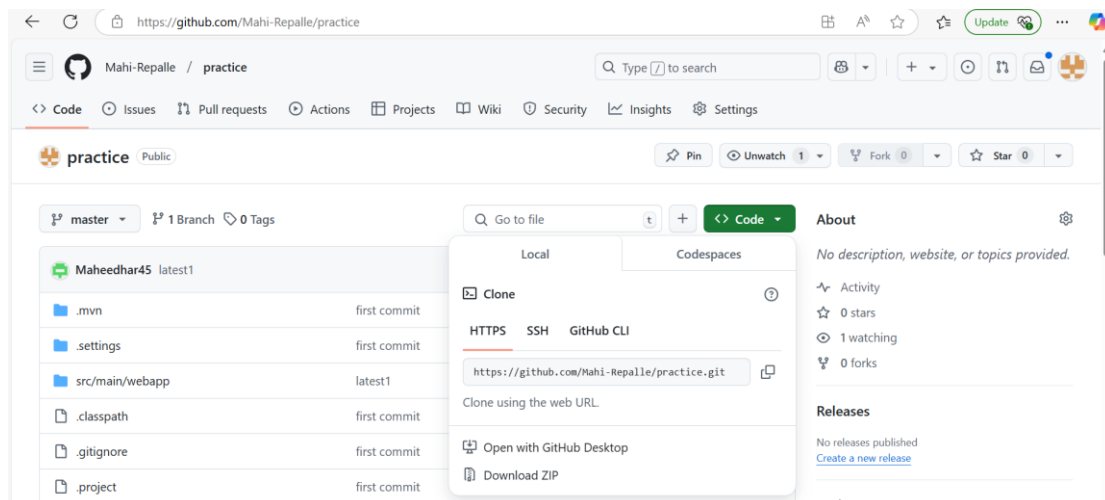 https://github.com/Mahi-Repalle/practice
Update
Mahi-Repalle / practice
Type / to search
Code Issues Pull requests Actions Projects Wiki Security Insights Settings
practice Public
Pin Unwatch 1 Fork 0 Star 0
master 1 Branch 0 Tags
Go to file t
Code
About
Local Codespaces
No description, website, or topics provided.
Maheedhar45 latest1
Clone
Activity
.mvn first commit
0 stars
HTTPS SSH GitHub CLI
1 watching
.settings first commit
0 forks
https://github.com/Mahi-Repalle/practice.git
src/main/webapp latest1
Clone using the web URL.
Releases
.classpath first commit
No releases published
Open with GitHub Desktop
.gitignore first commit
Create a new release
Download ZIP
.project first commit